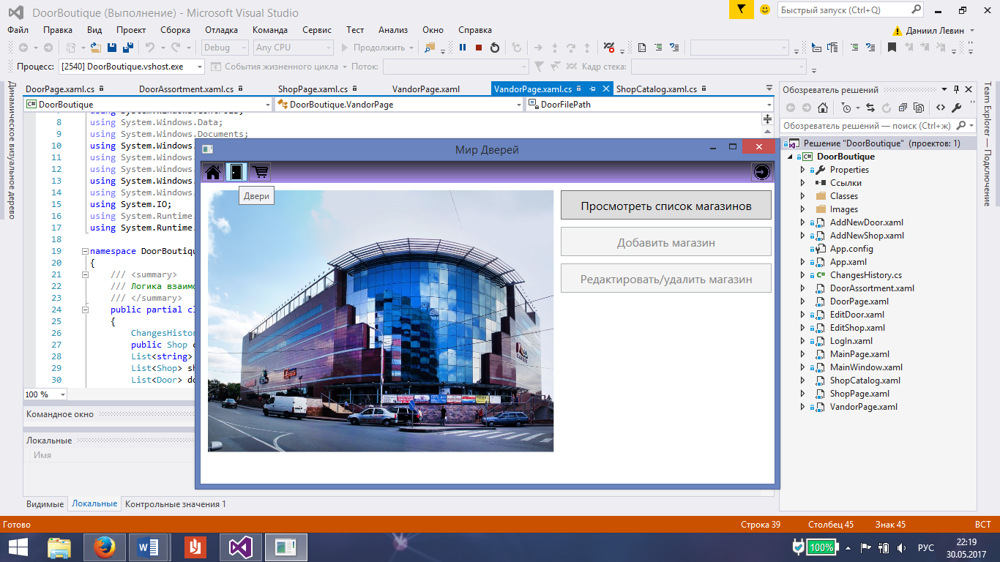 DoorBoutique (Выполнение) - Microsoft Visual Studio
Быстрый запуск (Ctrl+Q)
Файл Правка Вид Проект Сборка Отладка Команда Сервис Тест Анализ Окно Справка
Даниил Левин
Debug Any CPU Продолжить
Процесс: [2540] DoorBoutique.vshost.exe События жизненного цикла Поток: Кадр стека:
Динамическое визуальное дерево
DoorPage.xaml.cs DoorAssortment.xaml.cs ShopPage.xaml.cs VandorPage.xaml VandorPage.xaml.cs ShopCatalog.xaml.cs
DoorBoutique DoorBoutique.VandorPage DoorFilePath
8 using System.Windows.Data;
9 using System.Windows.Documents;
10 using System.Windows.
11 using System.Windows.
12 using System.Windows.
13 using System.Windows.
14 using System.Windows.
15 using System.IO;
16 using System.Runtime.
17 using System.Runtime.
18
19 namespace DoorBoutiqu
20 {
21 /// <summary>
22 /// Логика взаимо
23 /// </summary>
24 public partial cl
25 {
26 ChangesHistor
27 public Shop
28 List<string>
29 List<Shop> sh
30 List<Door> do
100 %
Командное окно
Локальные
Имя
Видимые Локальные Контрольные значения 1
Мир Дверей
Двери
Просмотреть список магазинов
Добавить магазин
Редактировать/удалить магазин
Обозреватель решений
Обозреватель решений — поиск (Ctrl+ж)
Решение "DoorBoutique" (проектов: 1)
DoorBoutique
Properties
Ссылки
Classes
Images
AddNewDoor.xaml
AddNewShop.xaml
App.config
App.xaml
ChangesHistory.cs
DoorAssortment.xaml
DoorPage.xaml
EditDoor.xaml
EditShop.xaml
LogIn.xaml
MainPage.xaml
MainWindow.xaml
ShopCatalog.xaml
ShopPage.xaml
VandorPage.xaml
Team Explorer — Подключение
Готово Строка 39 Столбец 45 Знак 45 ВСТ
100% РУС 22:19
30.05.2017